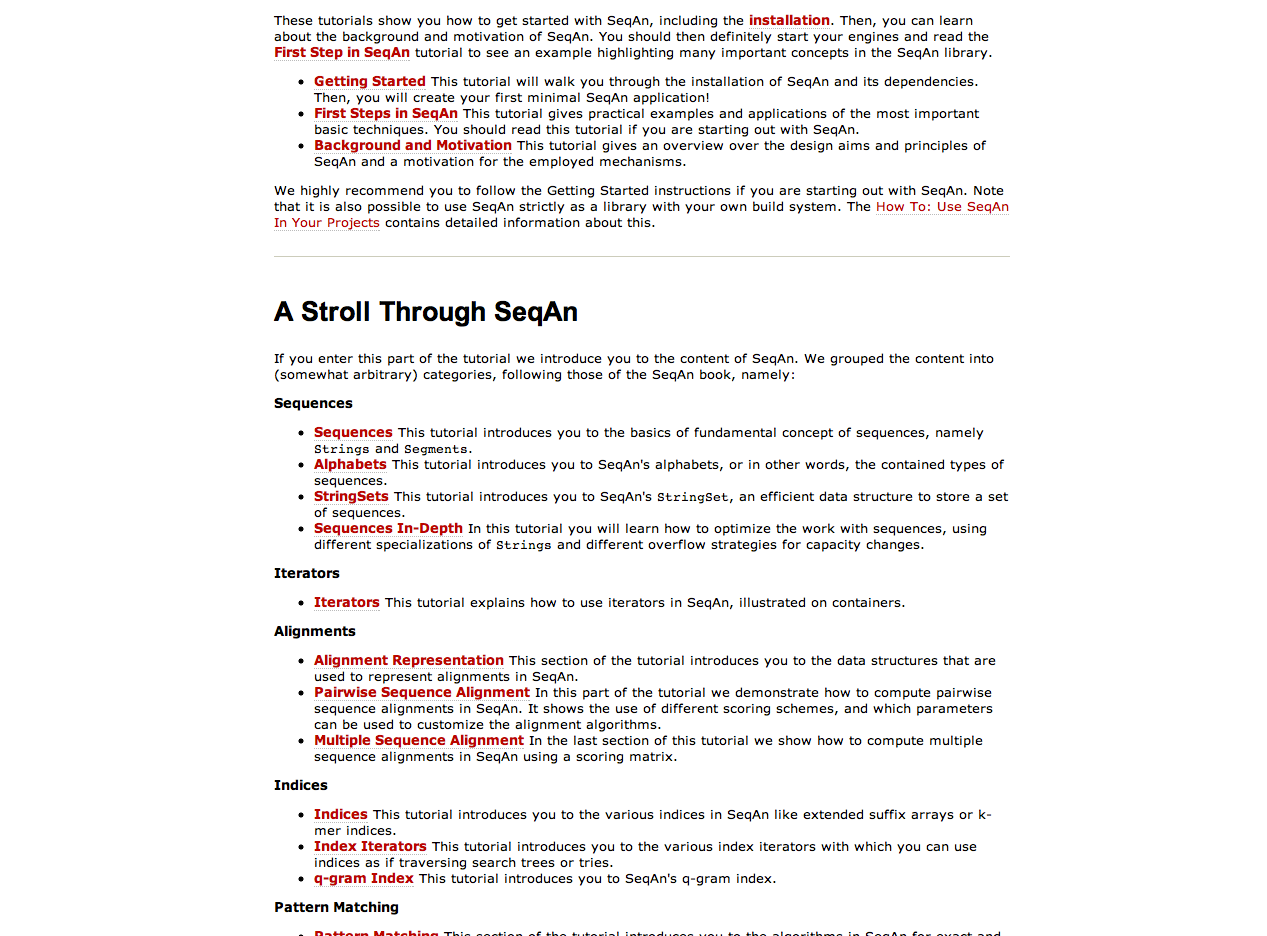 These tutorials show you how to get started with SeqAn, including the installation. Then, you can learn
about the background and motivation of SeqAn. You should then definitely start your engines and read the
First Step in SeqAn tutorial to see an example highlighting many important concepts in the SeqAn library.
• Getting Started This tutorial will walk you through the installation of SeqAn and its dependencies.
Then, you will create your first minimal SeqAn application!
• First Steps in SeqAn This tutorial gives practical examples and applications of the most important
basic techniques. You should read this tutorial if you are starting out with SeqAn.
• Background and Motivation This tutorial gives an overview over the design aims and principles of
SeqAn and a motivation for the employed mechanisms.
We highly recommend you to follow the Getting Started instructions if you are starting out with SeqAn. Note
that it is also possible to use SeqAn strictly as a library with your own build system. The How To: Use SeqAn
In Your Projects contains detailed information about this.
A Stroll Through SeqAn
If you enter this part of the tutorial we introduce you to the content of SeqAn. We grouped the content into
(somewhat arbitrary) categories, following those of the SeqAn book, namely:
Sequences
• Sequences This tutorial introduces you to the basics of fundamental concept of sequences, namely
Strings and Segments.
• Alphabets This tutorial introduces you to SeqAn's alphabets, or in other words, the contained types of
sequences.
• StringSets This tutorial introduces you to SeqAn's StringSet, an efficient data structure to store a set
of sequences.
• Sequences In-Depth In this tutorial you will learn how to optimize the work with sequences, using
different specializations of Strings and different overflow strategies for capacity changes.
Iterators
• Iterators This tutorial explains how to use iterators in SeqAn, illustrated on containers.
Alignments
• Alignment Representation This section of the tutorial introduces you to the data structures that are
used to represent alignments in SeqAn.
• Pairwise Sequence Alignment In this part of the tutorial we demonstrate how to compute pairwise
sequence alignments in SeqAn. It shows the use of different scoring schemes, and which parameters
can be used to customize the alignment algorithms.
• Multiple Sequence Alignment In the last section of this tutorial we show how to compute multiple
sequence alignments in SeqAn using a scoring matrix.
Indices
• Indices This tutorial introduces you to the various indices in SeqAn like extended suffix arrays or k-
mer indices.
• Index Iterators This tutorial introduces you to the various index iterators with which you can use
indices as if traversing search trees or tries.
• q-gram Index This tutorial introduces you to SeqAn's q-gram index.
Pattern Matching
• Pattern Matching This section of the tutorial introduces you to the algorithms in SeqAn for exact and